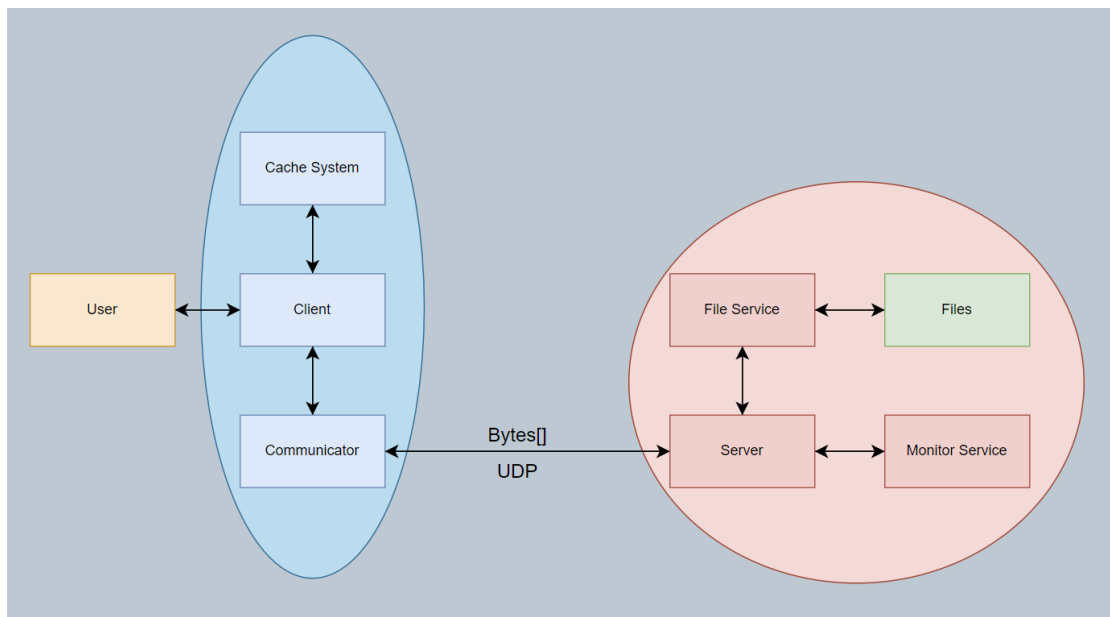 Cache System
User
Client
File Service
Files
Communicator
Bytes[]
UDP
Server
Monitor Service